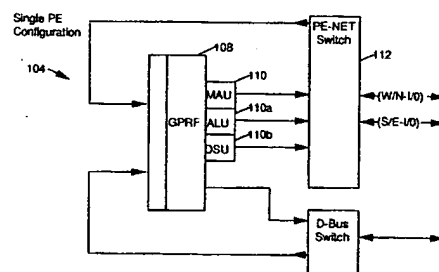 Single PE
Configuration
104
108
GPRF
110
MAU
110a
ALU
110b
DSU
PE-NET
Switch
112
(W/N-I/0)
(S/E-I/0)
D-Bus
Switch